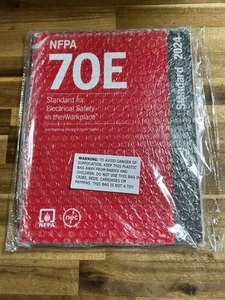 NFPA
70E
Standard for
Electrical Safety
in the Workplace
Standard 2024
WARNING: TO AVOID DANGER OF
SUFFOCATION, KEEP THIS PLASTIC
BAG AWAY FROM BABIES AND
CHILDREN. DO NOT USE THIS BAG IN
CRIBS, BEDS, CARRIAGES OR
PLAYPENS. THIS BAG IS NOT A TOY.
NFPA
nec